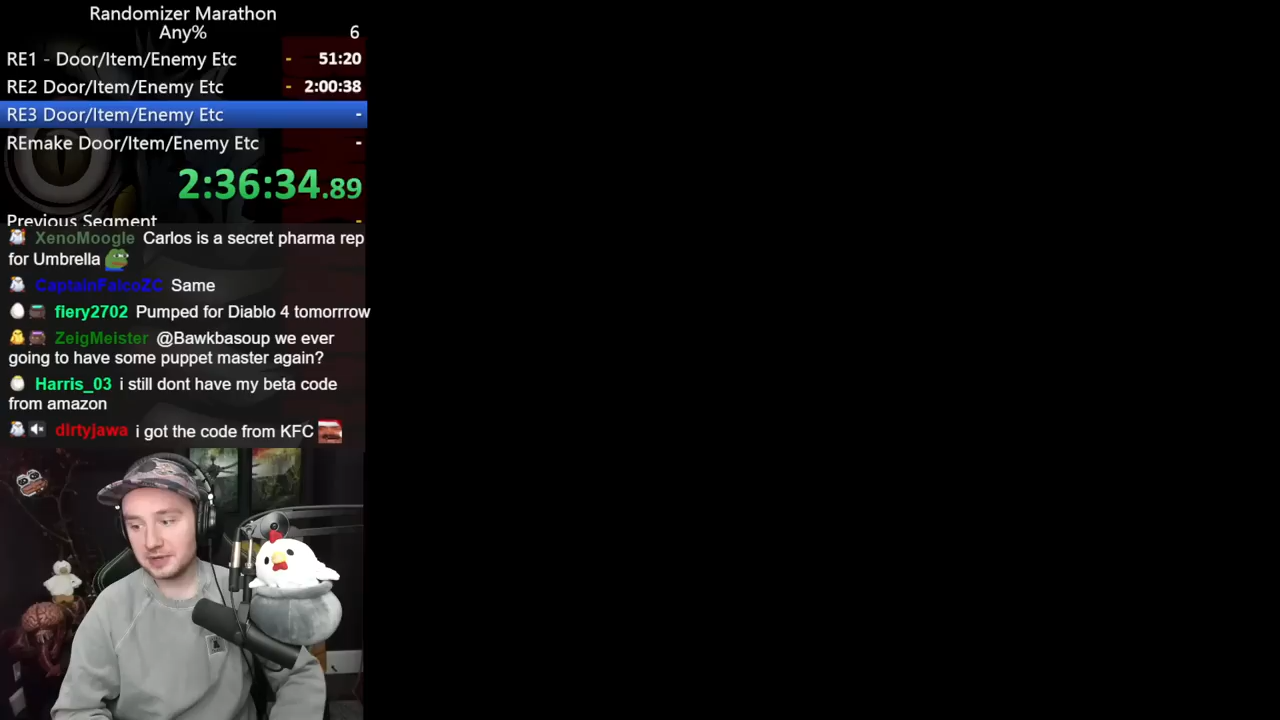 Randomizer Marathon
Any% 6
RE1 - Door/Item/Enemy Etc - 51:20
RE2 Door/Item/Enemy Etc - 2:00:38
RE3 Door/Item/Enemy Etc -
REmake Door/Item/Enemy Etc -
2:36:34.89
Previous Segment -
XenoMoogle Carlos is a secret pharma rep
for Umbrella
CaptainFalcoZC Same
fiery2702 Pumped for Diablo 4 tomorrrow
ZeigMeister @Bawkbasoup we ever
going to have some puppet master again?
Harris_03 i still dont have my beta code
from amazon
dirtyjawa i got the code from KFC